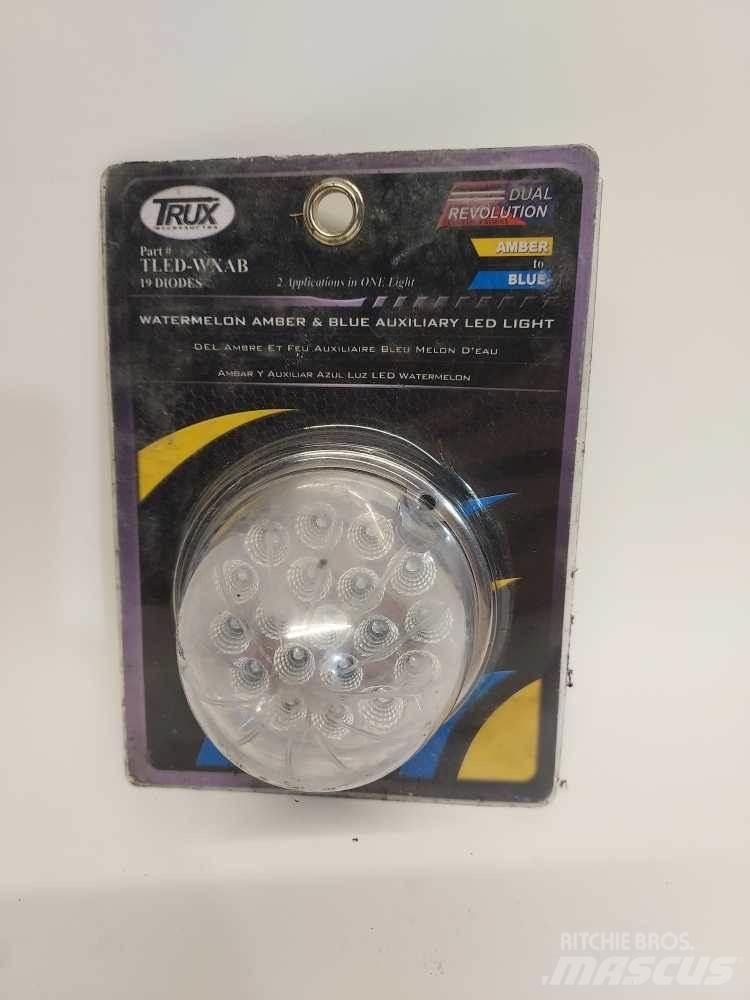 TRUX
ACCESSORIES
DUAL
REVOLUTION
AMBER
to
BLUE
Part #
TLED-WXAB
19 DIODES
2 Applications in ONE Light
WATERMELON AMBER & BLUE AUXILIARY LED LIGHT
DEL AMBRE ET FEU AUXILIAIRE BLEU MELON D'EAU
AMBAR Y AUXILIAR AZUL LUZ LED WATERMELON
RITCHIE BROS.
MASCUS